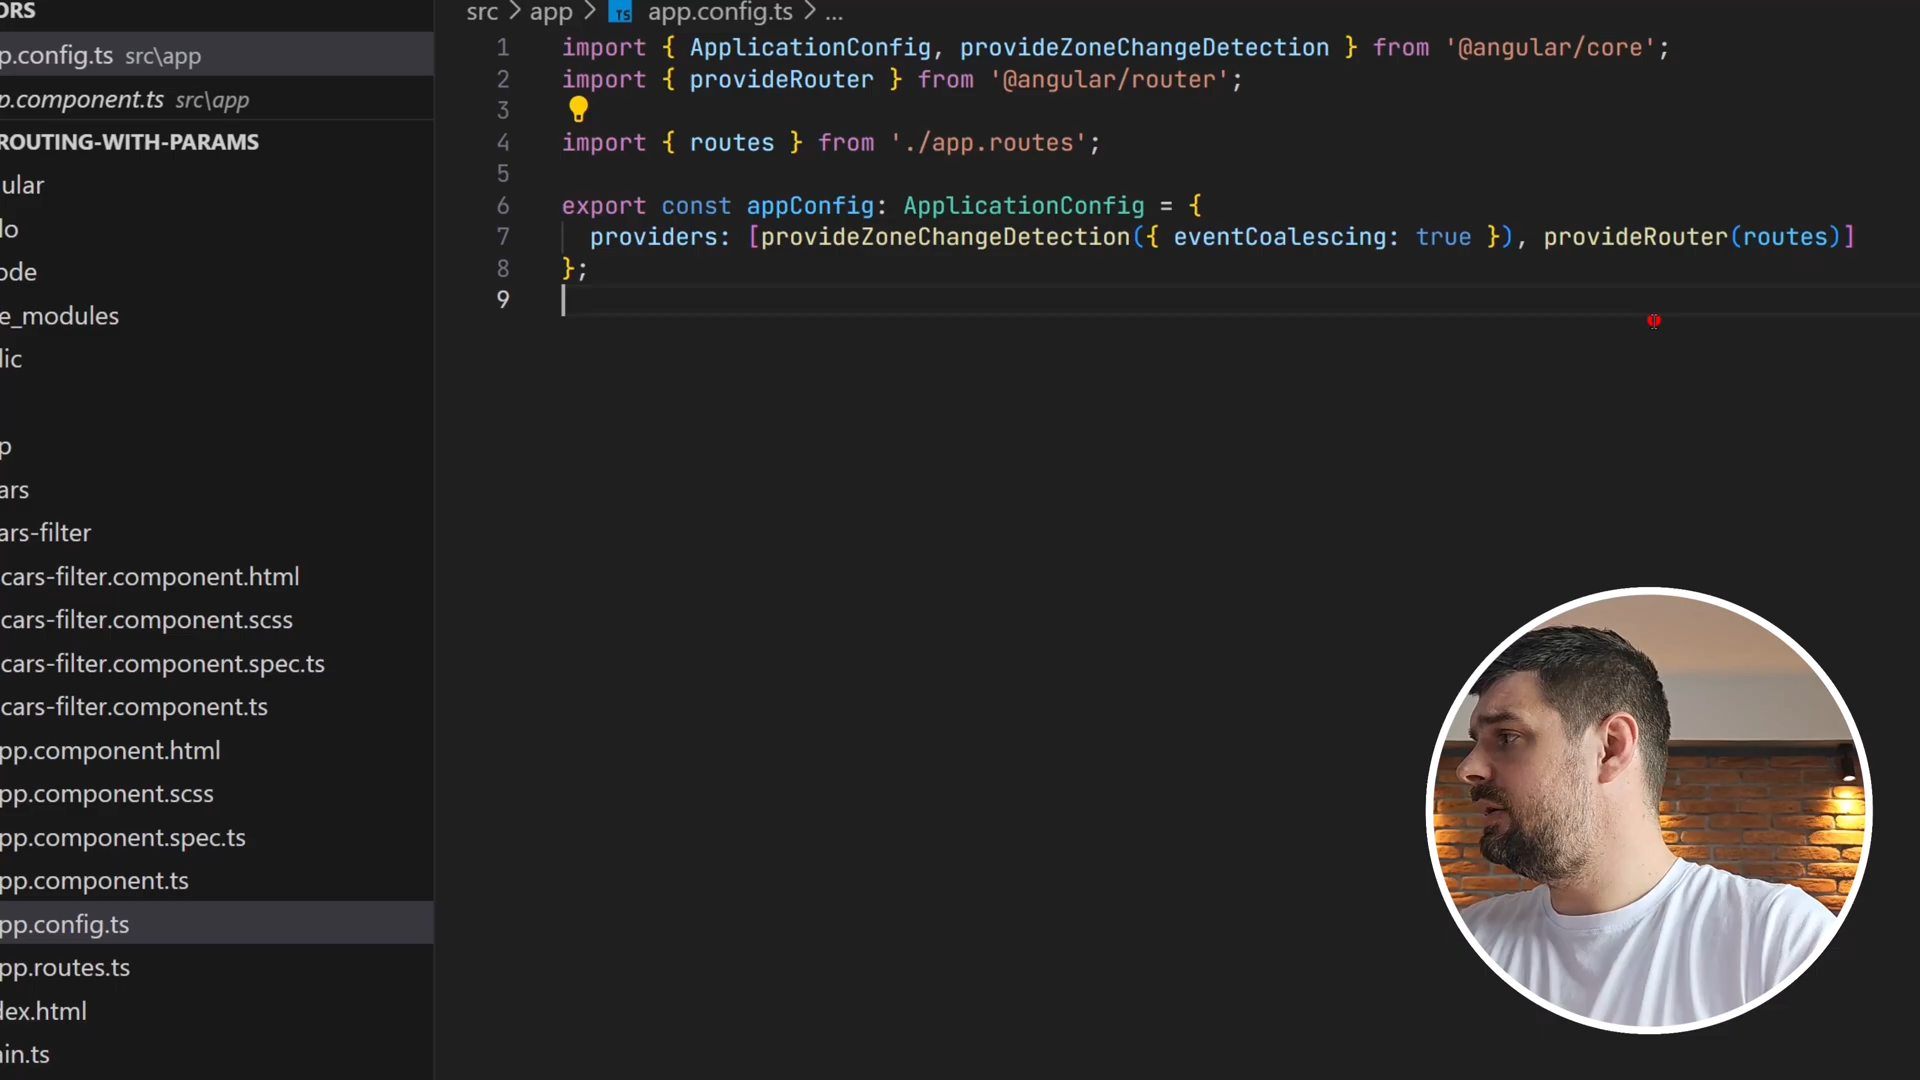 ORS
p.config.ts src\app
p.component.ts src\app
ROUTING-WITH-PARAMS
ular
lo
ode
e_modules
lic
p
ars
ars-filter
cars-filter.component.html
cars-filter.component.scss
cars-filter.component.spec.ts
cars-filter.component.ts
pp.component.html
pp.component.scss
pp.component.spec.ts
pp.component.ts
pp.config.ts
pp.routes.ts
dex.html
ain.ts
src > app > TS app.config.ts > ...
1 import { ApplicationConfig, provideZoneChangeDetection } from '@angular/core';
2 import { provideRouter } from '@angular/router';
3
4 import { routes } from './app.routes';
5
6 export const appConfig: ApplicationConfig = {
7 providers: [provideZoneChangeDetection({ eventCoalescing: true }), provideRouter(routes)]
8 };
9